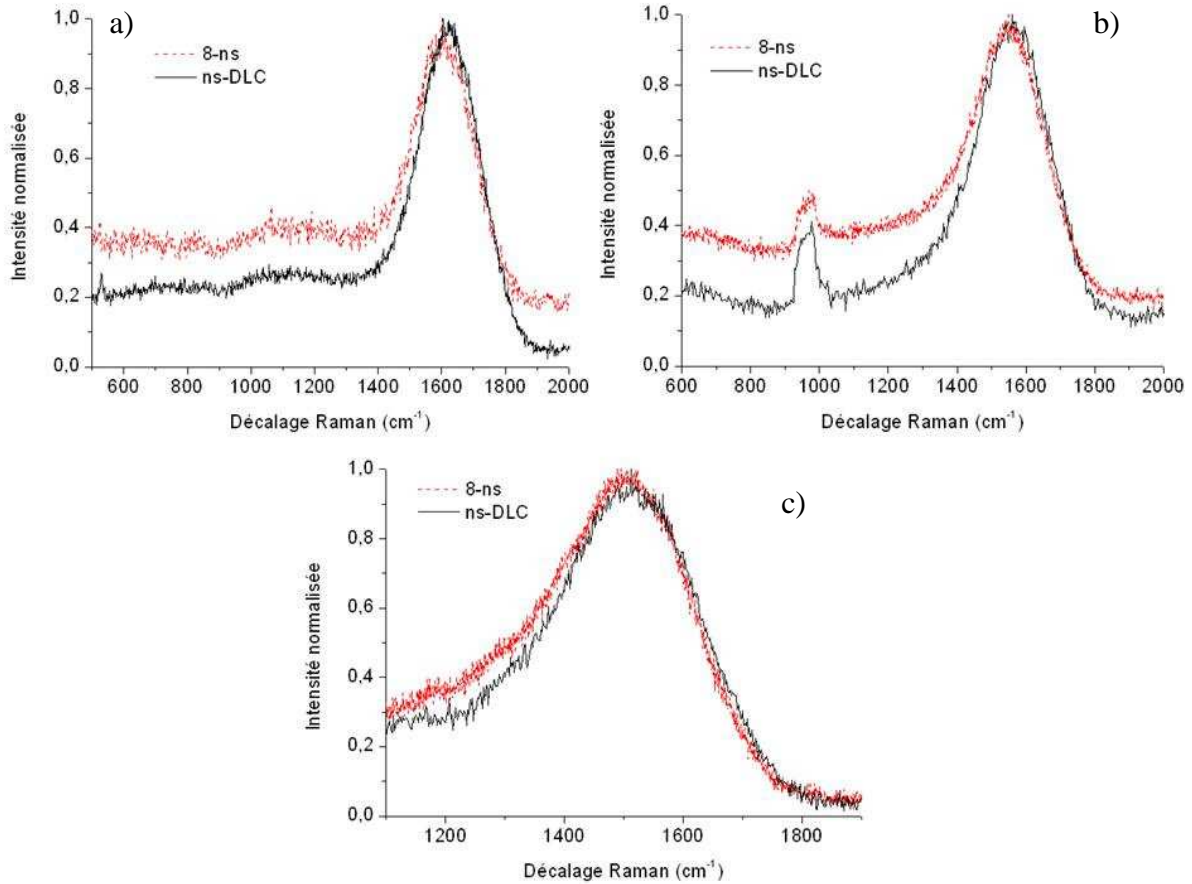 a)
8-ns
ns-DLC
Intensité normalisée
1,0
0,8
0,6
0,4
0,2
0,0
600 800 1000 1200 1400 1600 1800 2000
Décalage Raman (cm⁻¹)
b)
8-ns
ns-DLC
Intensité normalisée
1,0
0,8
0,6
0,4
0,2
0,0
600 800 1000 1200 1400 1600 1800 2000
Décalage Raman (cm⁻¹)
c)
8-ns
ns-DLC
Intensité normalisée
1,0
0,8
0,6
0,4
0,2
0,0
1200 1400 1600 1800
Décalage Raman (cm⁻¹)